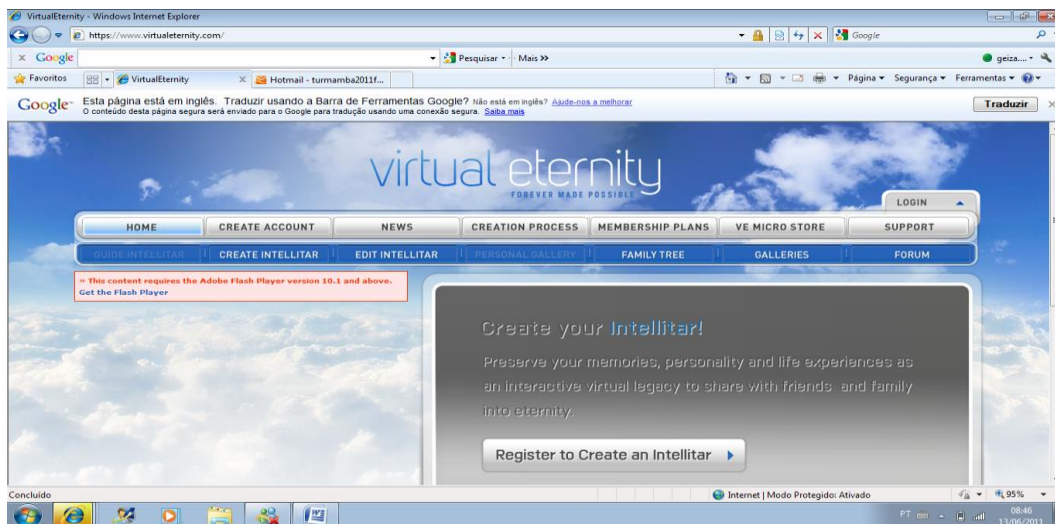 VirtualEternity - Windows Internet Explorer
https://www.virtualeternity.com/
Google
× Google Pesquisar Mais >> geiza....
Favoritos VirtualEternity Hotmail - turmamba2011f... Página Segurança Ferramentas
Google Esta página está em inglês. Traduzir usando a Barra de Ferramentas Google? Não está em inglês? Ajude-nos a melhorar Traduzir
O conteúdo desta página segura será enviado para o Google para tradução usando uma conexão segura. Saiba mais
virtual eternity
FOREVER MADE POSSIBLE
LOGIN
HOME CREATE ACCOUNT NEWS CREATION PROCESS MEMBERSHIP PLANS VE MICRO STORE SUPPORT
GUIDE INTELLITAR CREATE INTELLITAR EDIT INTELLITAR PERSONAL GALLERY FAMILY TREE GALLERIES FORUM
» This content requires the Adobe Flash Player version 10.1 and above.
Get the Flash Player
Create your Intellitar!
Preserve your memories, personality and life experiences as
an interactive virtual legacy to share with friends and family
into eternity.
Register to Create an Intellitar
Concluído Internet | Modo Protegido: Ativado 95%
PT 08:46
13/06/2011